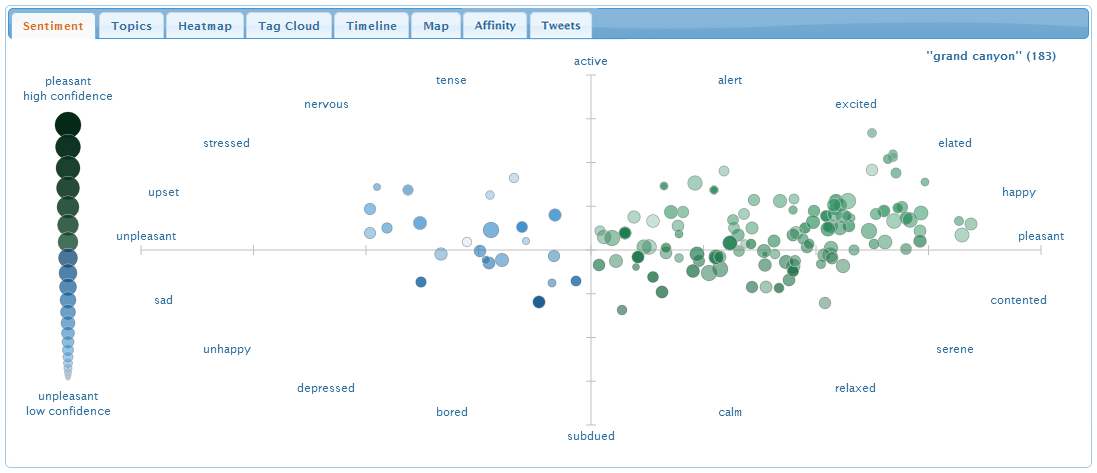 Sentiment Topics Heatmap Tag Cloud Timeline Map Affinity Tweets
"grand canyon" (183)
active
pleasant
high confidence
tense
alert
nervous
excited
stressed
elated
upset
happy
unpleasant
pleasant
sad
contented
unhappy
serene
depressed
relaxed
unpleasant
low confidence
bored
calm
subdued